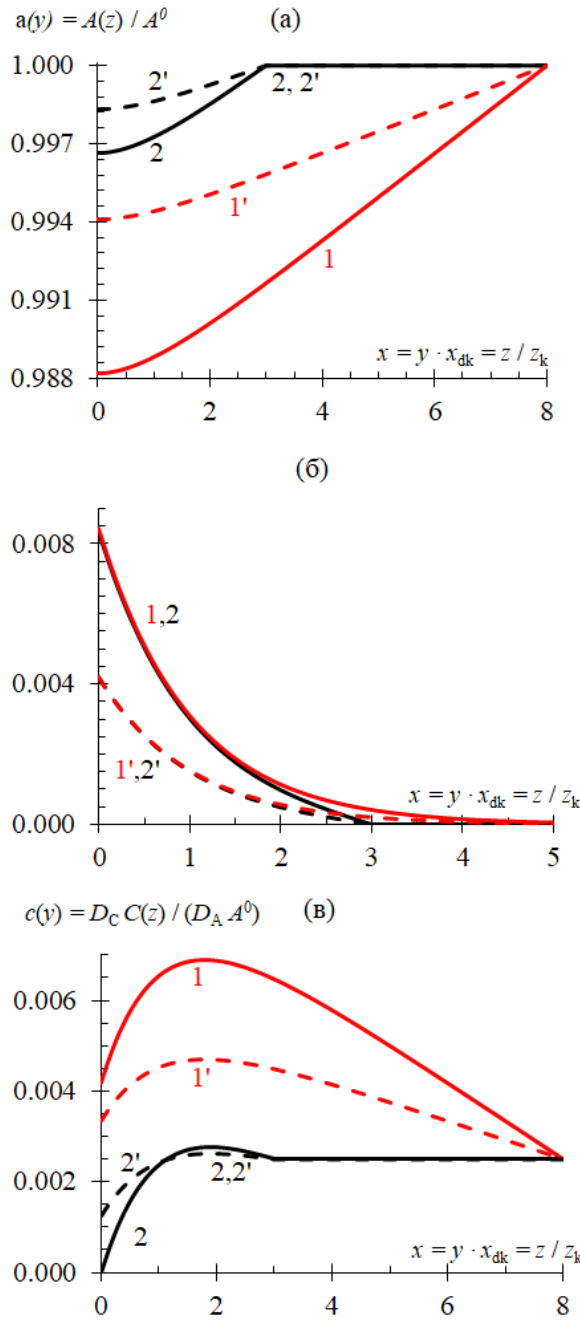 a(y) = A(z) / A⁰ (а)
1.000
2'
2, 2'
0.997
2
0.994
1'
1
0.991
x = y · x_dk = z / z_k
0.988
0 2 4 6 8
(б)
0.008
1,2
0.004
1',2'
x = y · x_dk = z / z_k
0.000
0 1 2 3 4 5
c(y) = D_C C(z) / (D_A A⁰) (в)
1
0.006
1'
0.004
2'
2,2'
0.002
2
x = y · x_dk = z / z_k
0.000
0 2 4 6 8